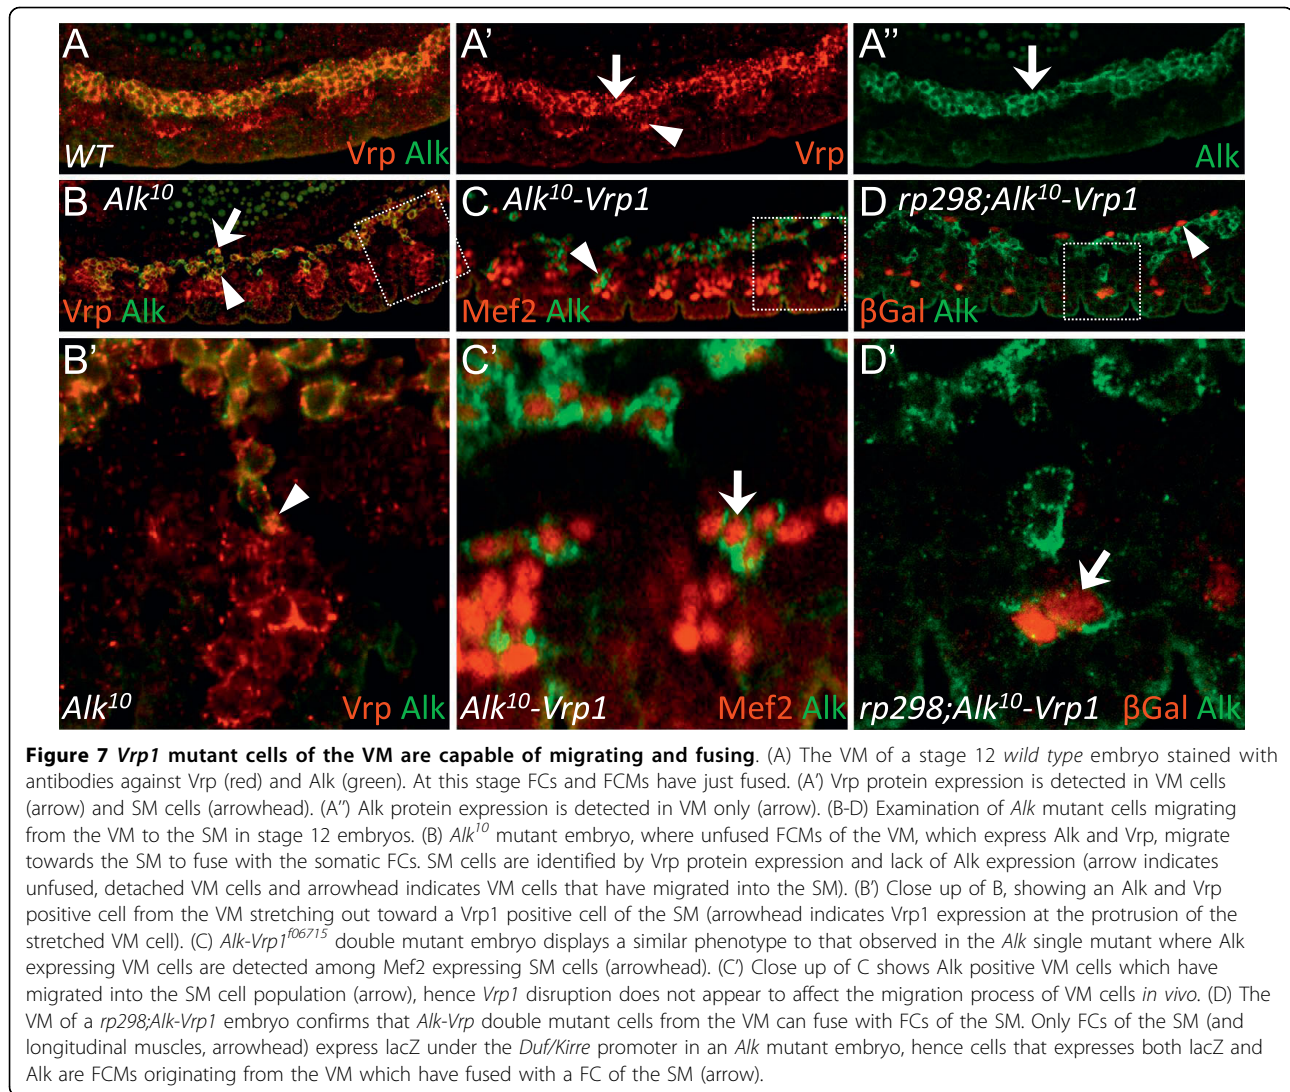 A
WT
Vrp Alk
A'
Vrp
A''
Alk
B
Alk¹⁰
Vrp Alk
C
Alk¹⁰-Vrp1
Mef2 Alk
D
rp298;Alk¹⁰-Vrp1
βGal Alk
B'
Alk¹⁰
Vrp Alk
C'
Alk¹⁰-Vrp1
Mef2 Alk
D'
rp298;Alk¹⁰-Vrp1
βGal Alk
Figure 7 Vrp1 mutant cells of the VM are capable of migrating and fusing. (A) The VM of a stage 12 wild type embryo stained with
antibodies against Vrp (red) and Alk (green). At this stage FCs and FCMs have just fused. (A') Vrp protein expression is detected in VM cells
(arrow) and SM cells (arrowhead). (A'') Alk protein expression is detected in VM only (arrow). (B-D) Examination of Alk mutant cells migrating
from the VM to the SM in stage 12 embryos. (B) Alk¹⁰ mutant embryo, where unfused FCMs of the VM, which express Alk and Vrp, migrate
towards the SM to fuse with the somatic FCs. SM cells are identified by Vrp protein expression and lack of Alk expression (arrow indicates
unfused, detached VM cells and arrowhead indicates VM cells that have migrated into the SM). (B') Close up of B, showing an Alk and Vrp
positive cell from the VM stretching out toward a Vrp1 positive cell of the SM (arrowhead indicates Vrp1 expression at the protrusion of the
stretched VM cell). (C) Alk-Vrp1^f06715 double mutant embryo displays a similar phenotype to that observed in the Alk single mutant where Alk
expressing VM cells are detected among Mef2 expressing SM cells (arrowhead). (C') Close up of C shows Alk positive VM cells which have
migrated into the SM cell population (arrow), hence Vrp1 disruption does not appear to affect the migration process of VM cells in vivo. (D) The
VM of a rp298;Alk-Vrp1 embryo confirms that Alk-Vrp double mutant cells from the VM can fuse with FCs of the SM. Only FCs of the SM (and
longitudinal muscles, arrowhead) express lacZ under the Duf/Kirre promoter in an Alk mutant embryo, hence cells that expresses both lacZ and
Alk are FCMs originating from the VM which have fused with a FC of the SM (arrow).